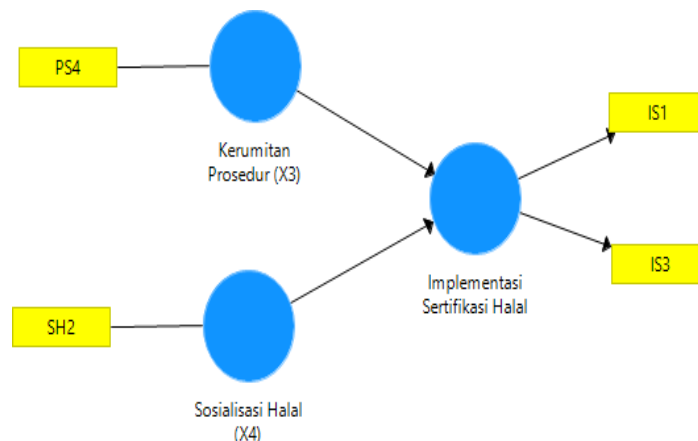 PS4
Kerumitan
Prosedur (X3)
IS1
Implementasi
Sertifikasi Halal
IS3
SH2
Sosialisasi Halal
(X4)